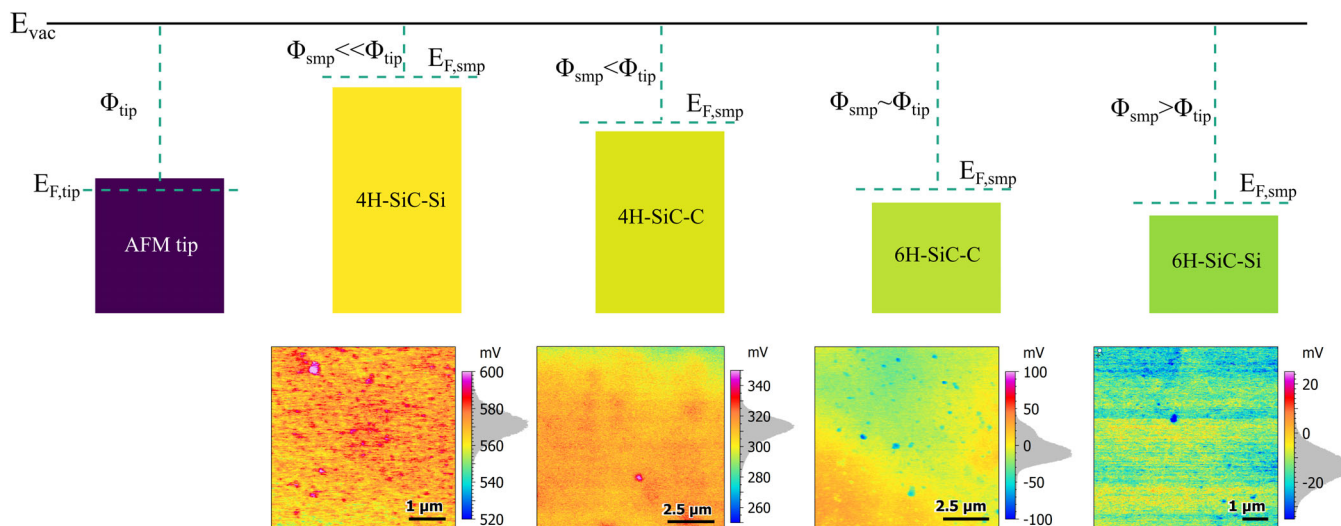 E_vac
Φ_tip
E_F,tip
AFM tip
Φ_smp<<Φ_tip
E_F,smp
4H-SiC-Si
Φ_smp<Φ_tip
E_F,smp
4H-SiC-C
Φ_smp~Φ_tip
E_F,smp
6H-SiC-C
Φ_smp>Φ_tip
E_F,smp
6H-SiC-Si
mV
600
580
560
540
520
1 µm
mV
340
320
300
280
260
2.5 µm
mV
100
50
0
-50
-100
2.5 µm
mV
20
0
-20
1 µm